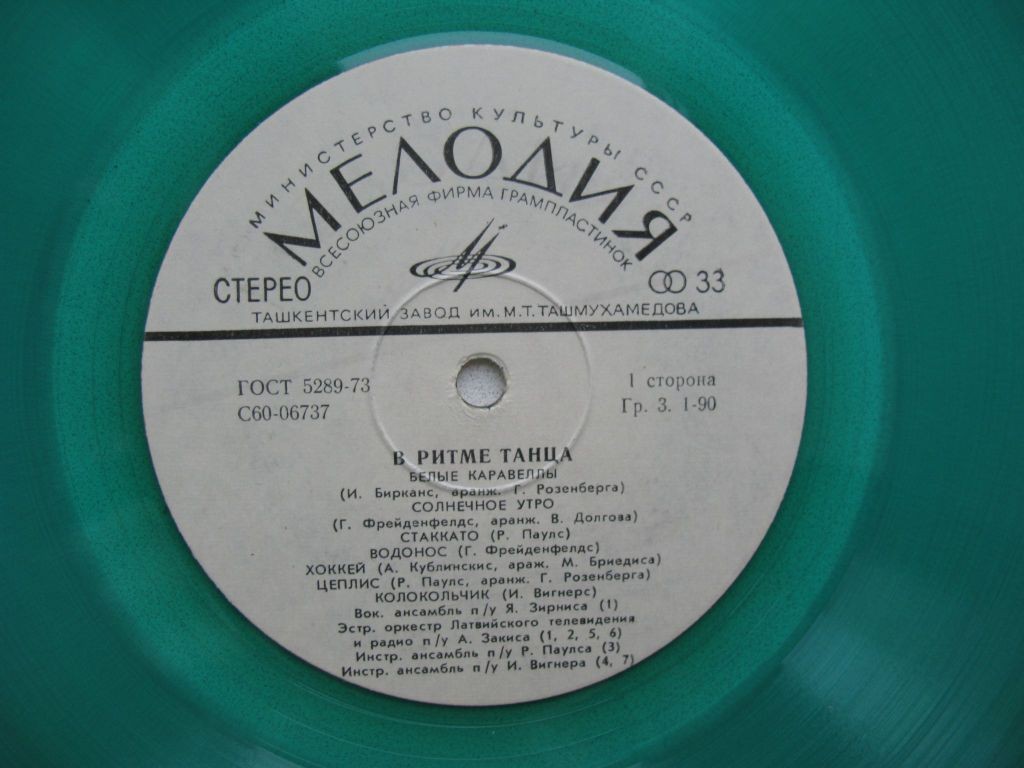 МИНИСТЕРСТВО КУЛЬТУРЫ СССР
МЕЛОДИЯ
ВСЕСОЮЗНАЯ ФИРМА ГРАМПЛАСТИНОК
СТЕРЕО
33
ТАШКЕНТСКИЙ ЗАВОД ИМ. М.Т. ТАШМУХАМЕДОВА
ГОСТ 5289-73
С60-06737
1 сторона
Гр. 3. 1-90
В РИТМЕ ТАНЦА
БЕЛЫЕ КАРАВЕЛЛЫ
(И. Бирканс, аранж. Г. Розенберга)
СОЛНЕЧНОЕ УТРО
(Г. Фрейденфелдс, аранж. В. Долгова)
СТАККАТО (Р. Паулс)
ВОДОНОС (Г. Фрейденфелдс)
ХОККЕЙ (А. Кублинскис, араж. М. Бриедиса)
ЦЕПЛИС (Р. Паулс, аранж. Г. Розенберга)
КОЛОКОЛЬЧИК (И. Вигнерс)
Вок. ансамбль п/у Я. Зирниса (1)
Эстр. оркестр Латвийского телевидения
и радио п/у А. Закиса (1, 2, 5, 6)
Инстр. ансамбль п/у Р. Паулса (3)
Инстр. ансамбль п/у И. Вигнера (4, 7)